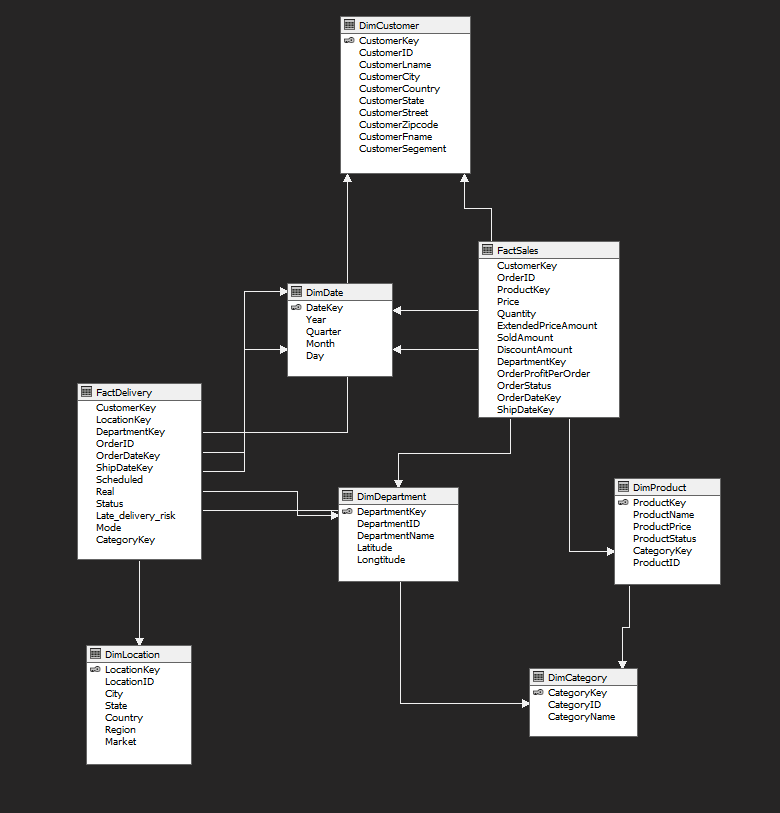 DimCustomer
CustomerKey
CustomerID
CustomerLname
CustomerCity
CustomerCountry
CustomerState
CustomerStreet
CustomerZipcode
CustomerFname
CustomerSegement
FactSales
CustomerKey
OrderID
ProductKey
Price
Quantity
ExtendedPriceAmount
SoldAmount
DiscountAmount
DepartmentKey
OrderProfitPerOrder
OrderStatus
OrderDateKey
ShipDateKey
DimDate
DateKey
Year
Quarter
Month
Day
FactDelivery
CustomerKey
LocationKey
DepartmentKey
OrderID
OrderDateKey
ShipDateKey
Scheduled
Real
Status
Late_delivery_risk
Mode
CategoryKey
DimDepartment
DepartmentKey
DepartmentID
DepartmentName
Latitude
Longtitude
DimProduct
ProductKey
ProductName
ProductPrice
ProductStatus
CategoryKey
ProductID
DimLocation
LocationKey
LocationID
City
State
Country
Region
Market
DimCategory
CategoryKey
CategoryID
CategoryName